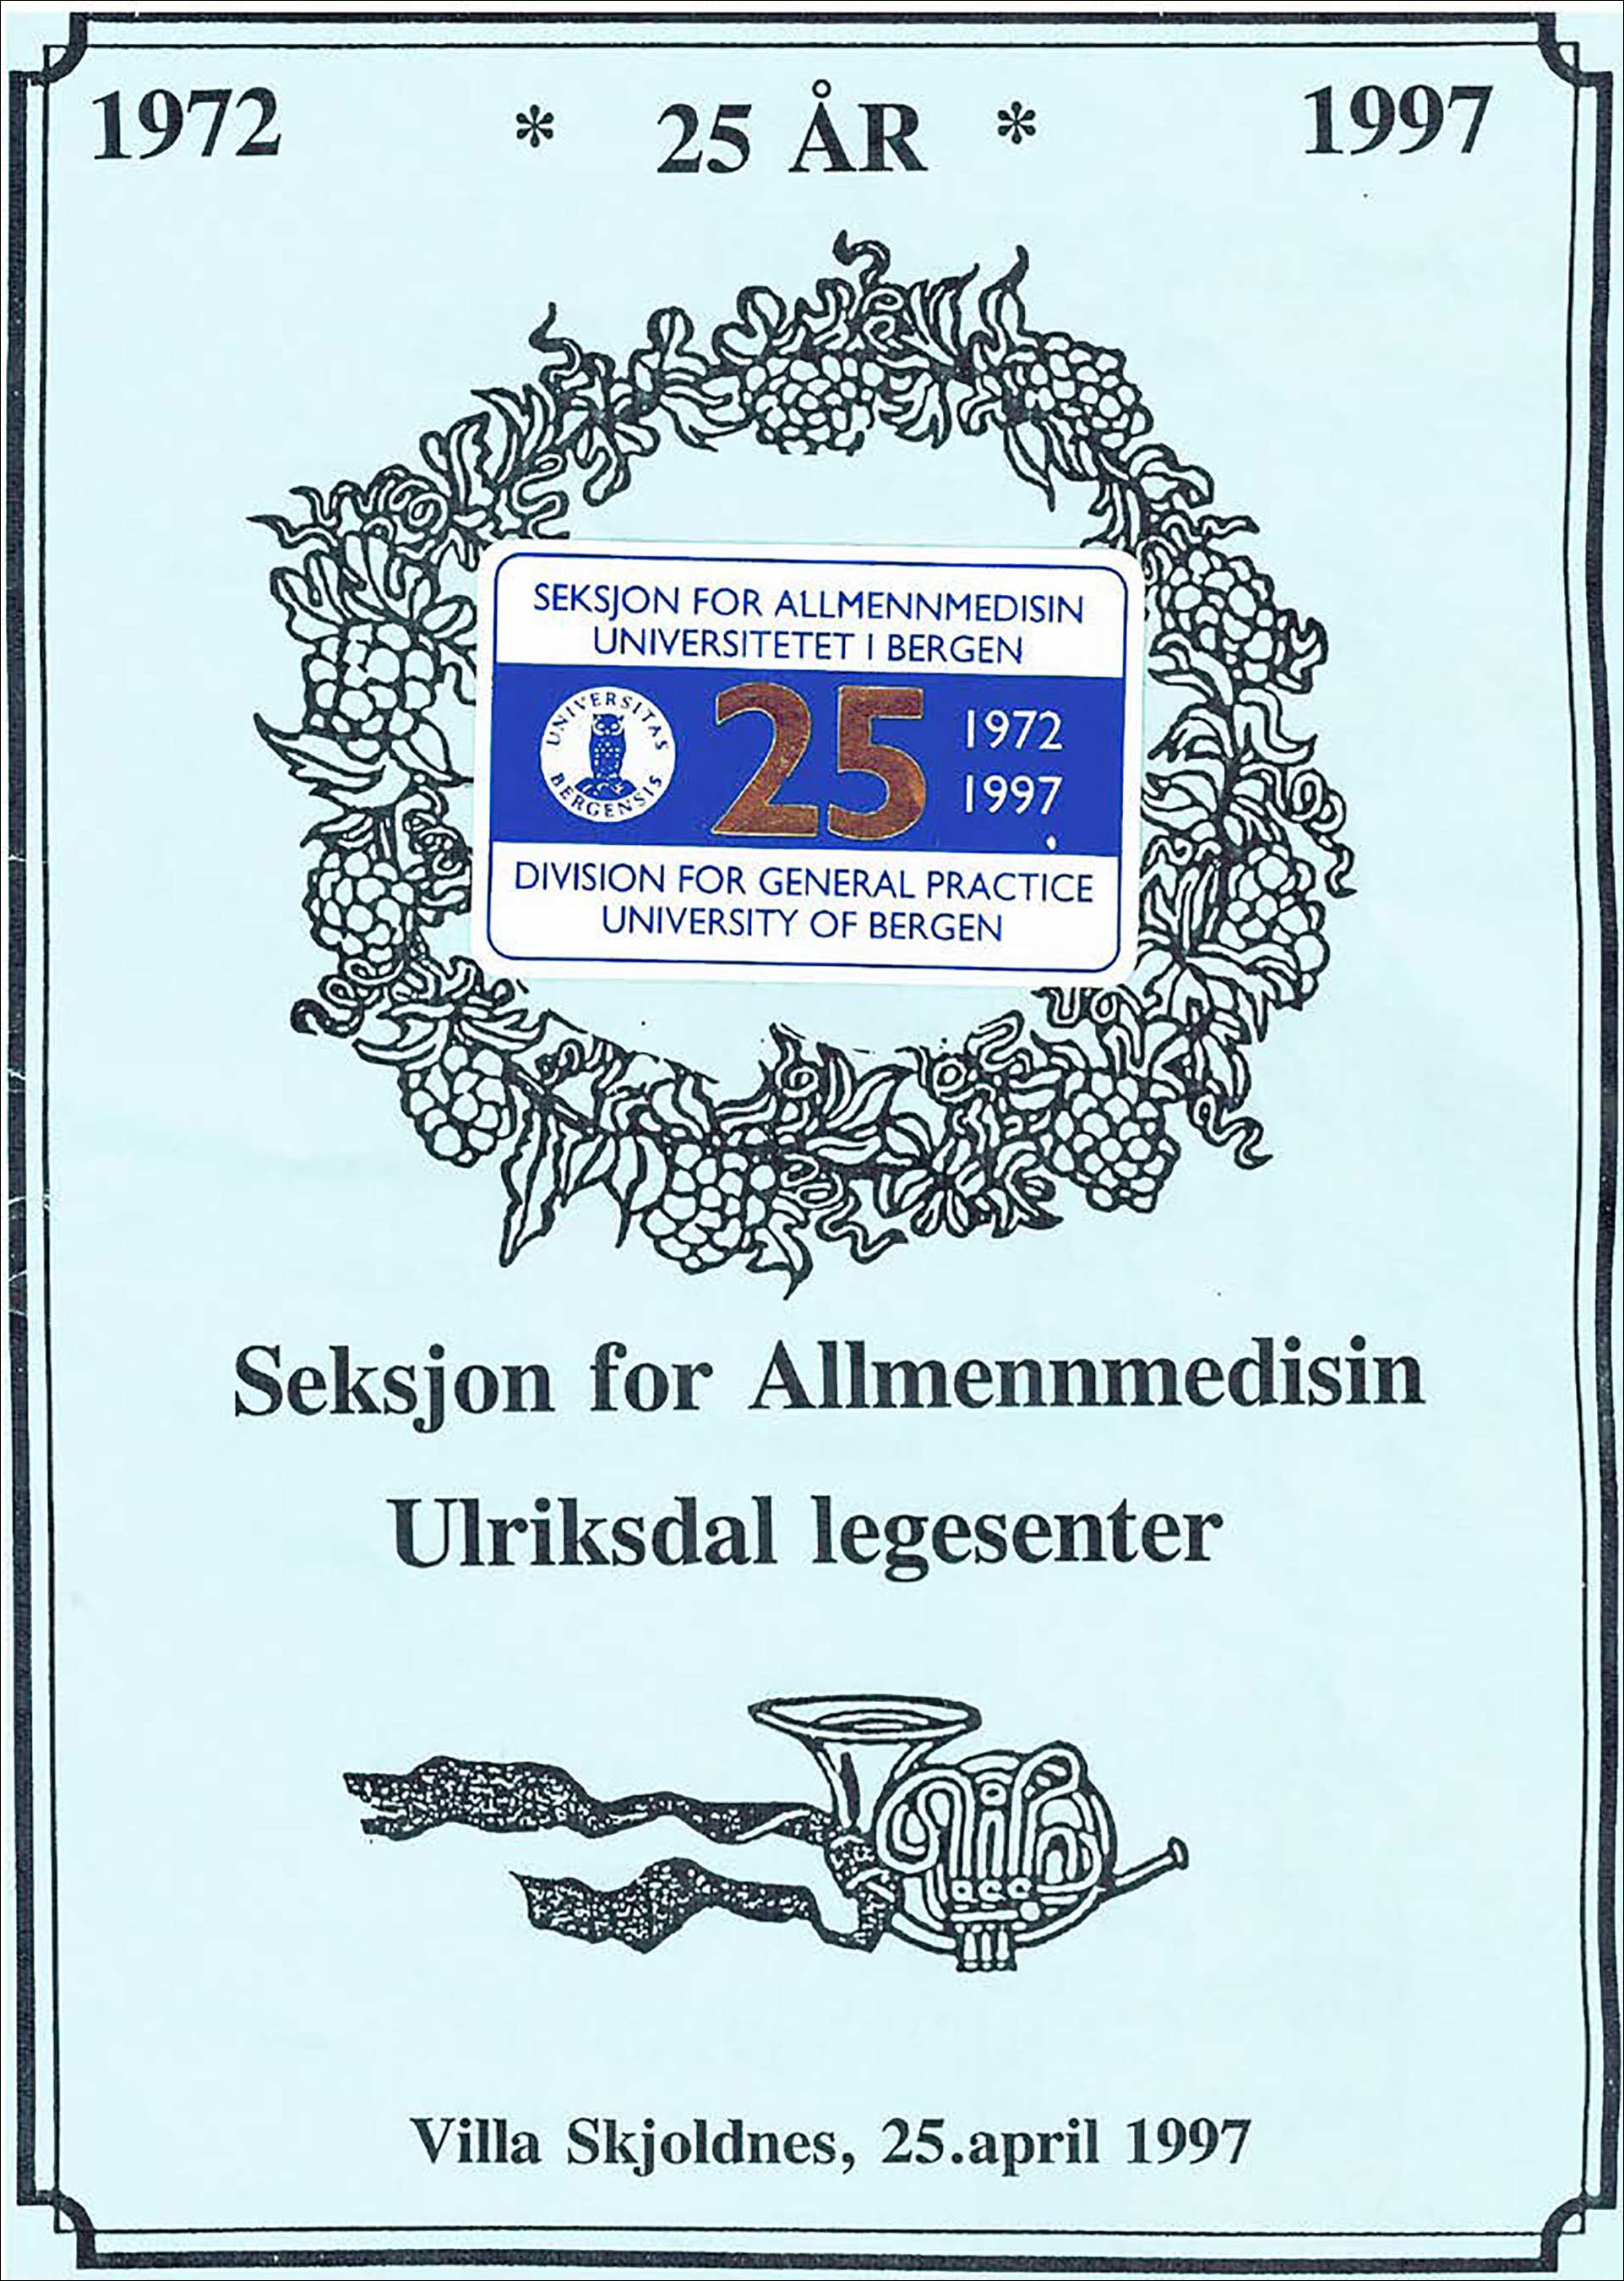 1972 * 25 ÅR * 1997
SEKSJON FOR ALLMENNMEDISIN
UNIVERSITETET I BERGEN
UNIVERSITAS BERGENSIS
25
1972
1997
DIVISION FOR GENERAL PRACTICE
UNIVERSITY OF BERGEN
Seksjon for Allmennmedisin
Ulriksdal legesenter
Villa Skjoldnes, 25.april 1997